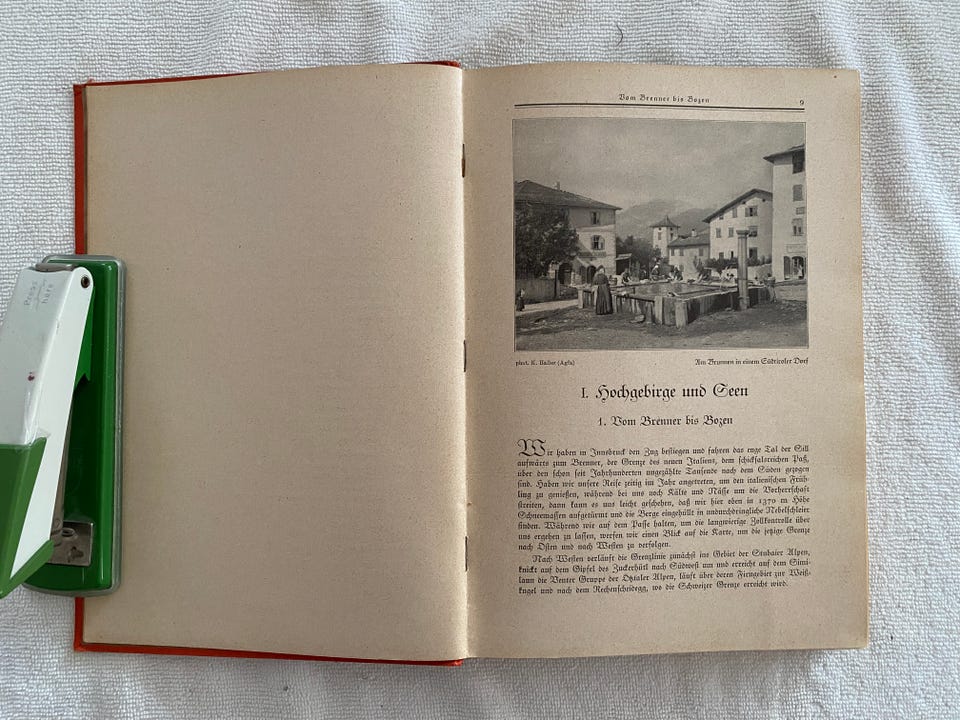 Press
here
Vom Brenner bis Bozen 9
phot. K. Haller (Agfa)
Am Brunnen in einem Südtiroler Dorf
I. Hochgebirge und Seen
1. Vom Brenner bis Bozen
Wir haben in Innsbruck den Zug bestiegen und fahren das enge Tal der Sill
aufwärts zum Brenner, der Grenze des neuen Italiens, dem schicksalsreichen Paß,
über den schon seit Jahrhunderten ungezählte Tausende nach dem Süden gezogen
sind. Haben wir unsere Reise zeitig im Jahr angetreten, um den italienischen Früh-
ling zu genießen, während bei uns noch Kälte und Nässe um die Vorherrschaft
streiten, dann kann es uns leicht geschehen, daß wir hier oben in 1370 m Höhe
Schneemassen aufgetürmt und die Berge eingehüllt in undurchdringliche Nebelschleier
finden. Während wir auf dem Passe halten, um die langwierige Zollkontrolle über
uns ergehen zu lassen, werfen wir einen Blick auf die Karte, um die jetzige Grenze
nach Osten und nach Westen zu verfolgen.
Nach Westen verläuft die Grenzlinie zunächst ins Gebiet der Stubaier Alpen,
knickt auf dem Gipfel des Zuckerhütl nach Südwest um und erreicht auf dem Simi-
laun die Venter Gruppe der Ötztaler Alpen, läuft über deren Firngebiet zur Weiß-
kugel und nach dem Rechenscheidegg, wo die Schweizer Grenze erreicht wird.